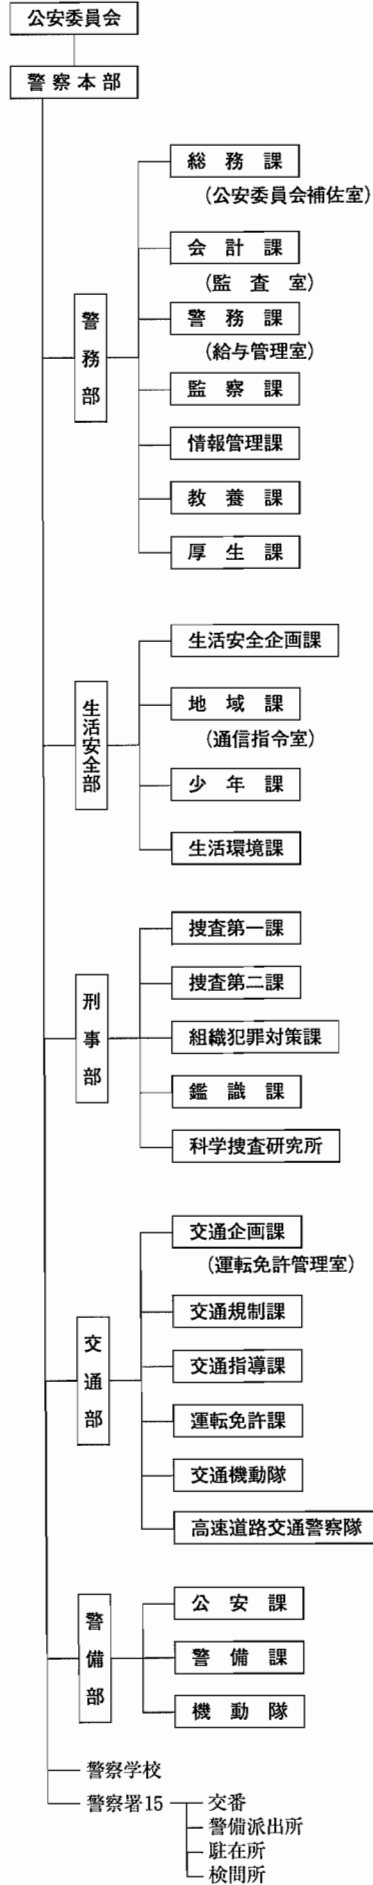 公安委員会
警察本部
警務部
総務課
(公安委員会補佐室)
会計課
(監査室)
警務課
(給与管理室)
監察課
情報管理課
教養課
厚生課
生活安全部
生活安全企画課
地域課
(通信指令室)
少年課
生活環境課
刑事部
捜査第一課
捜査第二課
組織犯罪対策課
鑑識課
科学捜査研究所
交通部
交通企画課
(運転免許管理室)
交通規制課
交通指導課
運転免許課
交通機動隊
高速道路交通警察隊
警備部
公安課
警備課
機動隊
警察学校
警察署15
交番
警備派出所
駐在所
検問所